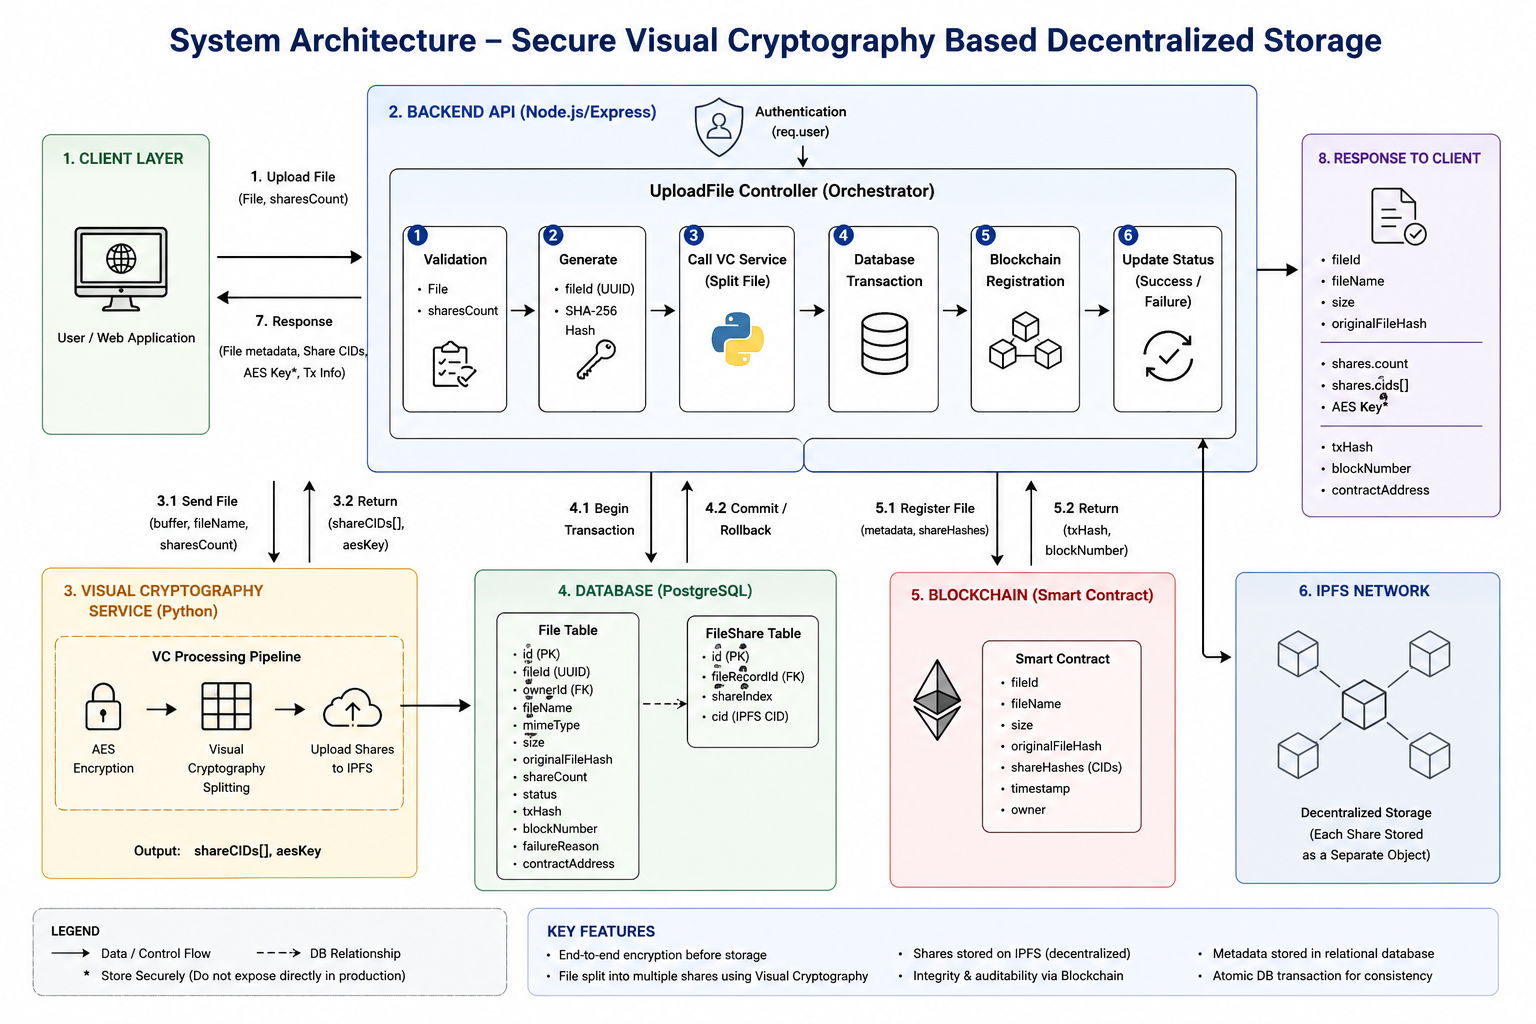 System Architecture – Secure Visual Cryptography Based Decentralized Storage
1. CLIENT LAYER
User / Web Application
1. Upload File
(File, sharesCount)
7. Response
(File metadata, Share CIDs,
AES Key*, Tx Info)
2. BACKEND API (Node.js/Express)
Authentication
(req.user)
UploadFile Controller (Orchestrator)
1
Validation
• File
• sharesCount
2
Generate
• fileId (UUID)
• SHA-256
Hash
3
Call VC Service
(Split File)
4
Database
Transaction
5
Blockchain
Registration
6
Update Status
(Success /
Failure)
8. RESPONSE TO CLIENT
• fileId
• fileName
• size
• originalFileHash
• shares.count
• shares.cids[]
• AES Key*
• txHash
• blockNumber
• contractAddress
3.1 Send File
(buffer, fileName,
sharesCount)
3.2 Return
(shareCIDs[],
aesKey)
4.1 Begin
Transaction
4.2 Commit /
Rollback
5.1 Register File
(metadata, shareHashes)
5.2 Return
(txHash,
blockNumber)
3. VISUAL CRYPTOGRAPHY
SERVICE (Python)
VC Processing Pipeline
AES
Encryption
Visual
Cryptography
Splitting
Upload Shares
to IPFS
Output: shareCIDs[], aesKey
4. DATABASE (PostgreSQL)
File Table
• id (PK)
• fileId (UUID)
• ownerId (FK)
• fileName
• mimeType
• size
• originalFileHash
• shareCount
• status
• txHash
• blockNumber
• failureReason
• contractAddress
FileShare Table
• id (PK)
• fileRecordId (FK)
• shareIndex
• cid (IPFS CID)
5. BLOCKCHAIN (Smart Contract)
Smart Contract
• fileId
• fileName
• size
• originalFileHash
• shareHashes (CIDs)
• timestamp
• owner
6. IPFS NETWORK
Decentralized Storage
(Each Share Stored
as a Separate Object)
LEGEND
Data / Control Flow
DB Relationship
* Store Securely (Do not expose directly in production)
KEY FEATURES
• End-to-end encryption before storage
• File split into multiple shares using Visual Cryptography
• Shares stored on IPFS (decentralized)
• Integrity & auditability via Blockchain
• Metadata stored in relational database
• Atomic DB transaction for consistency